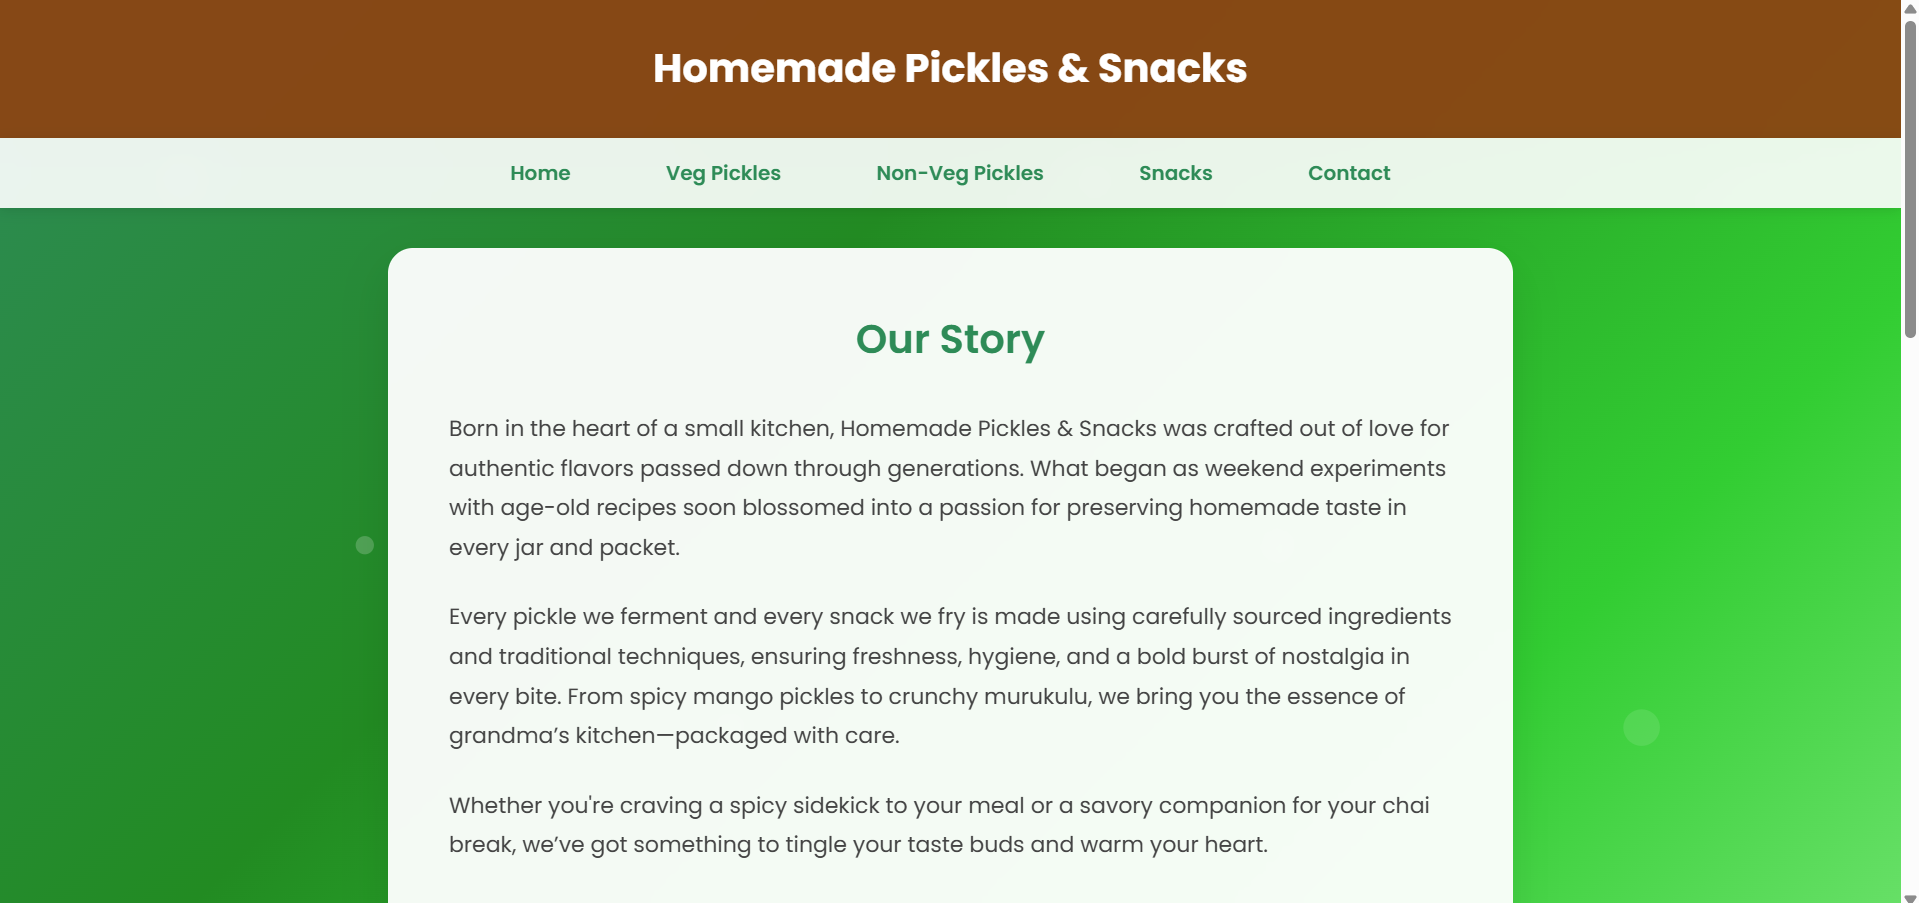 Homemade Pickles & Snacks
Home Veg Pickles Non-Veg Pickles Snacks Contact
Our Story
Born in the heart of a small kitchen, Homemade Pickles & Snacks was crafted out of love for
authentic flavors passed down through generations. What began as weekend experiments
with age-old recipes soon blossomed into a passion for preserving homemade taste in
every jar and packet.
Every pickle we ferment and every snack we fry is made using carefully sourced ingredients
and traditional techniques, ensuring freshness, hygiene, and a bold burst of nostalgia in
every bite. From spicy mango pickles to crunchy murukulu, we bring you the essence of
grandma’s kitchen—packaged with care.
Whether you're craving a spicy sidekick to your meal or a savory companion for your chai
break, we’ve got something to tingle your taste buds and warm your heart.